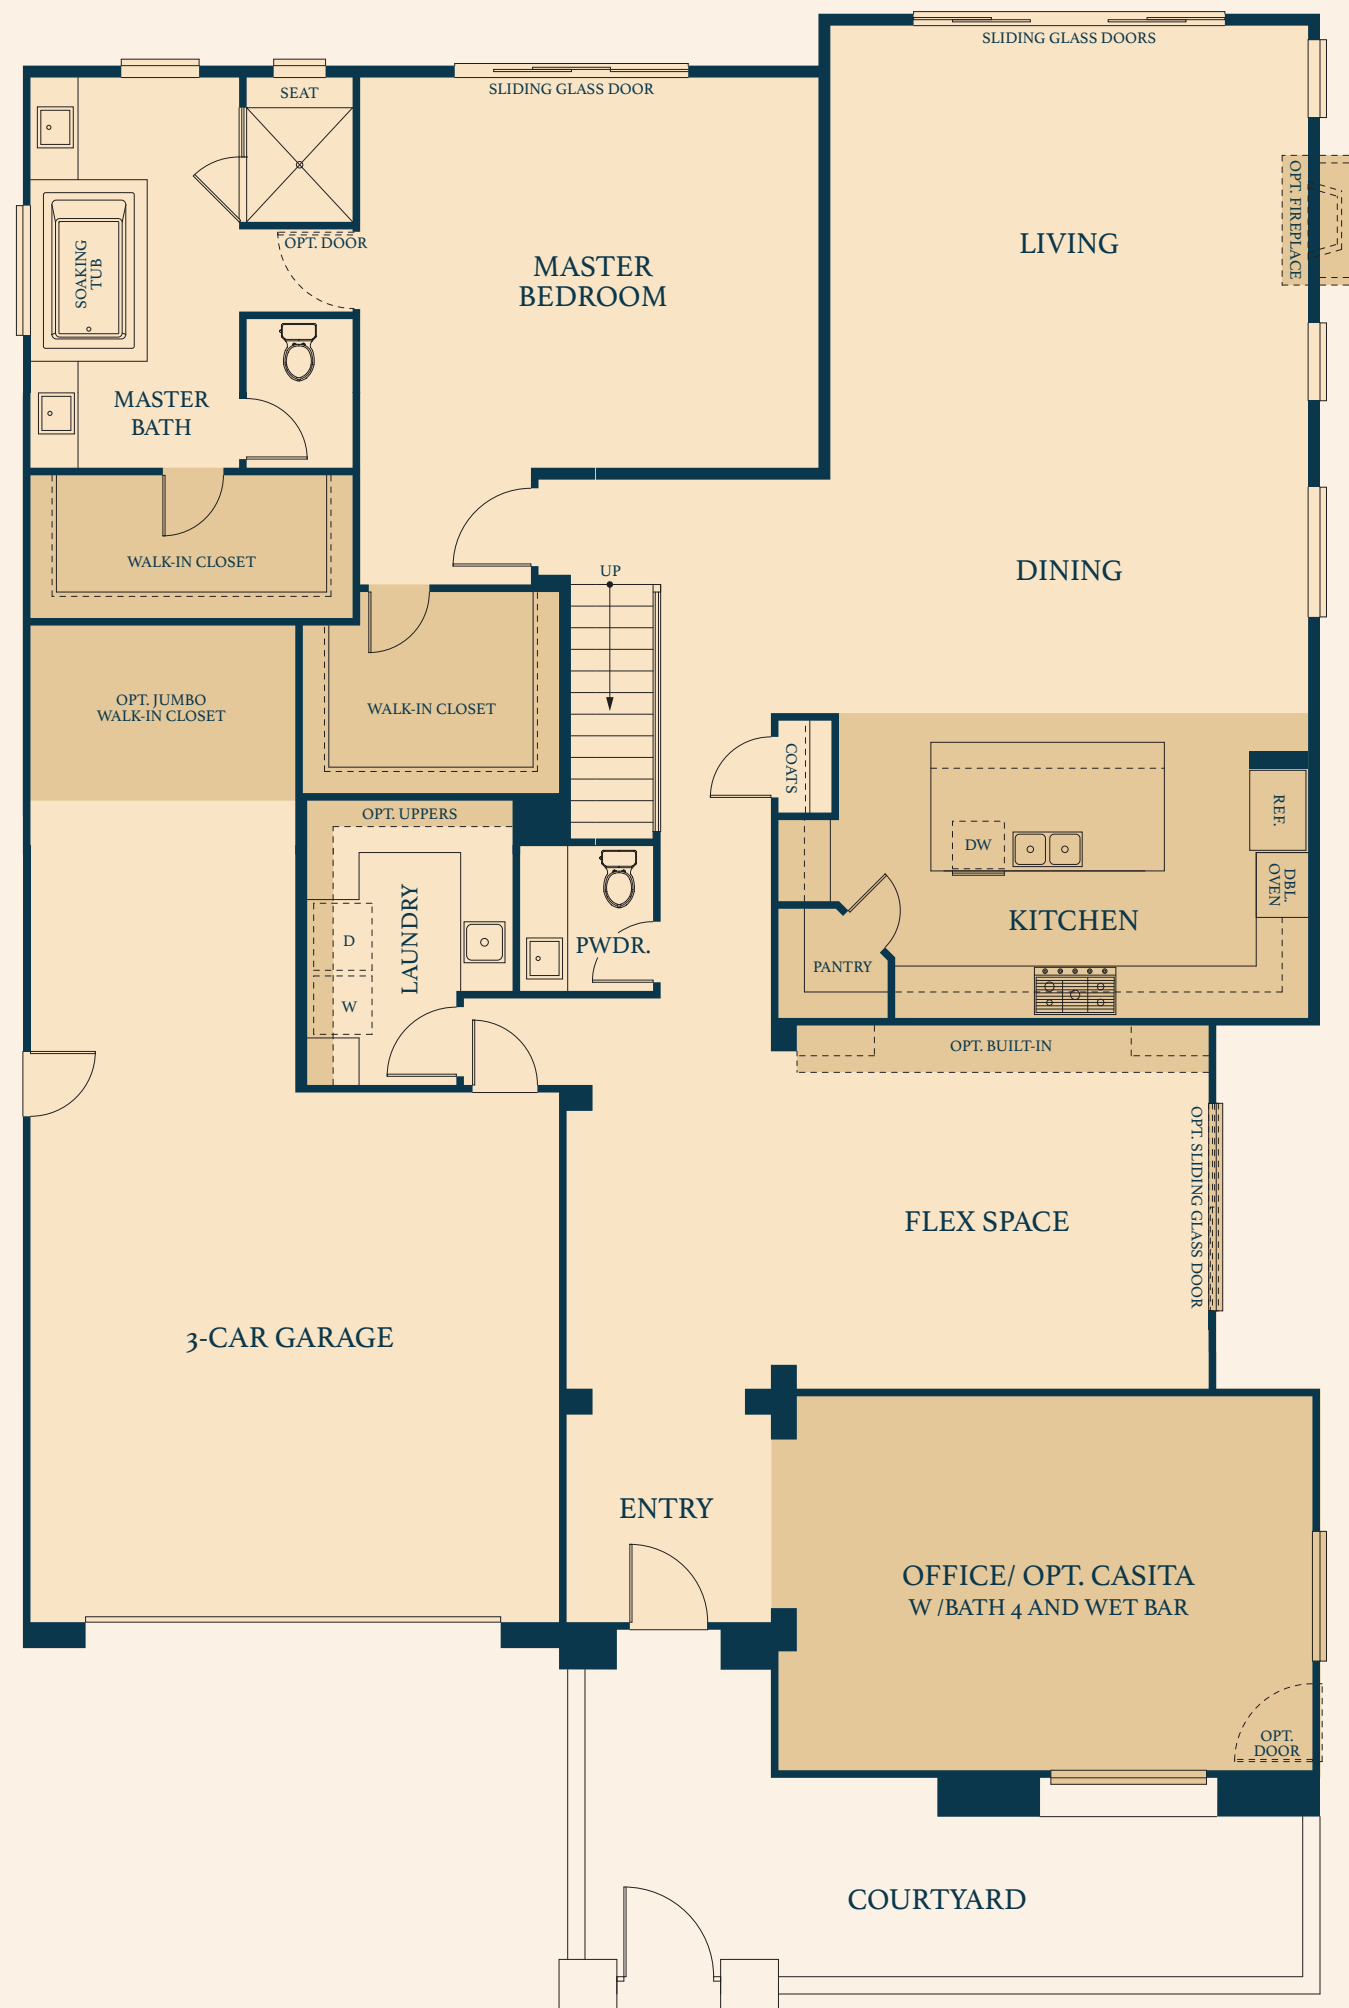 SLIDING GLASS DOORS
SEAT
SLIDING GLASS DOOR
OPT. FIREPLACE
OPT. DOOR
LIVING
SOAKING
TUB
MASTER
BEDROOM
MASTER
BATH
WALK-IN CLOSET
UP
DINING
OPT. JUMBO
WALK-IN CLOSET
WALK-IN CLOSET
COATS
REF.
OPT. UPPERS
DW
DBL.
OVEN
LAUNDRY
D
W
PWDR.
KITCHEN
PANTRY
OPT. BUILT-IN
OPT. SLIDING GLASS DOOR
FLEX SPACE
3-CAR GARAGE
ENTRY
OFFICE/ OPT. CASITA
W /BATH 4 AND WET BAR
OPT.
DOOR
COURTYARD